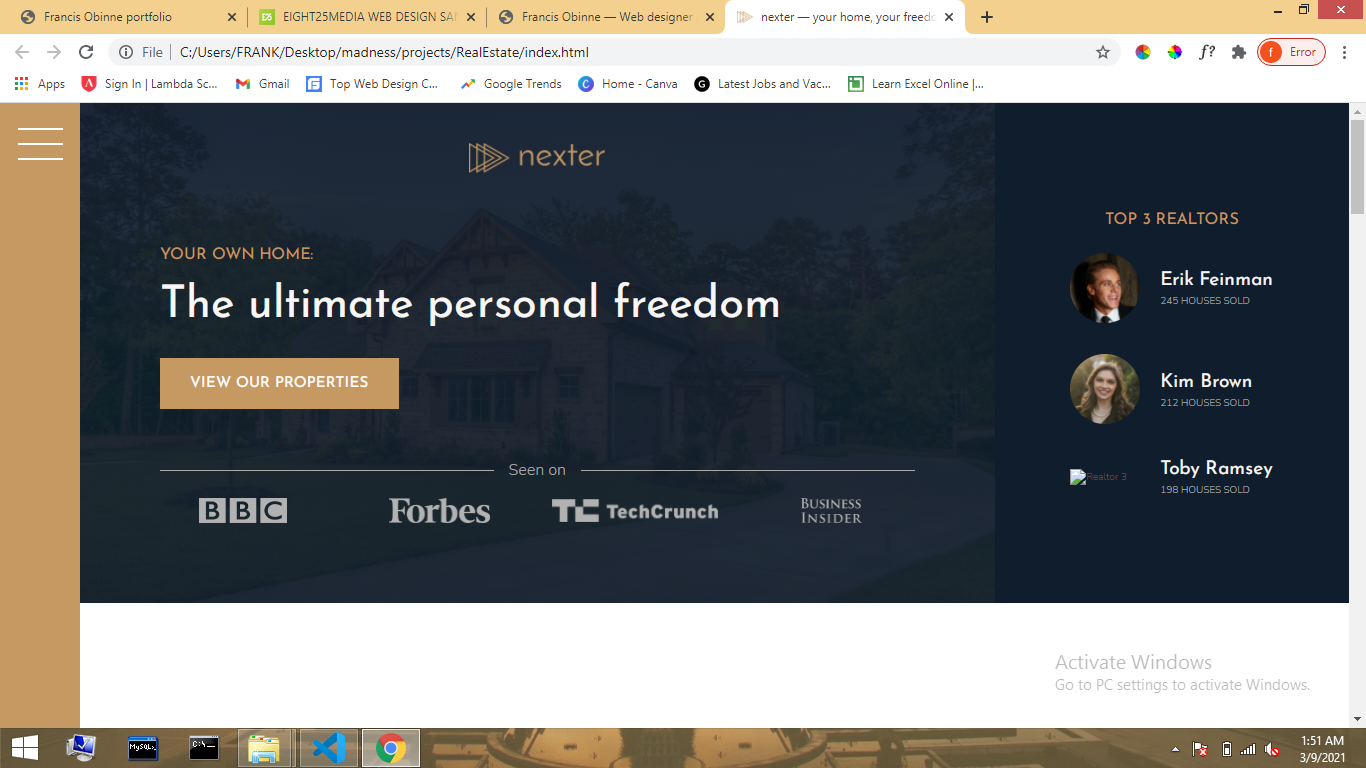 Francis Obinne portfolio
EIGHT25MEDIA WEB DESIGN SA
Francis Obinne — Web designer
nexter — your home, your freed
File
C:/Users/FRANK/Desktop/madness/projects/RealEstate/index.html
f?
f
Error
Apps
Sign In | Lambda Sc...
Gmail
Top Web Design C...
Google Trends
Home - Canva
Latest Jobs and Vac...
Learn Excel Online |...
nexter
YOUR OWN HOME:
The ultimate personal freedom
VIEW OUR PROPERTIES
Seen on
BBC
Forbes
TC TechCrunch
BUSINESS
INSIDER
TOP 3 REALTORS
Erik Feinman
245 HOUSES SOLD
Kim Brown
212 HOUSES SOLD
Realtor 3
Toby Ramsey
198 HOUSES SOLD
Activate Windows
Go to PC settings to activate Windows.
1:51 AM
3/9/2021